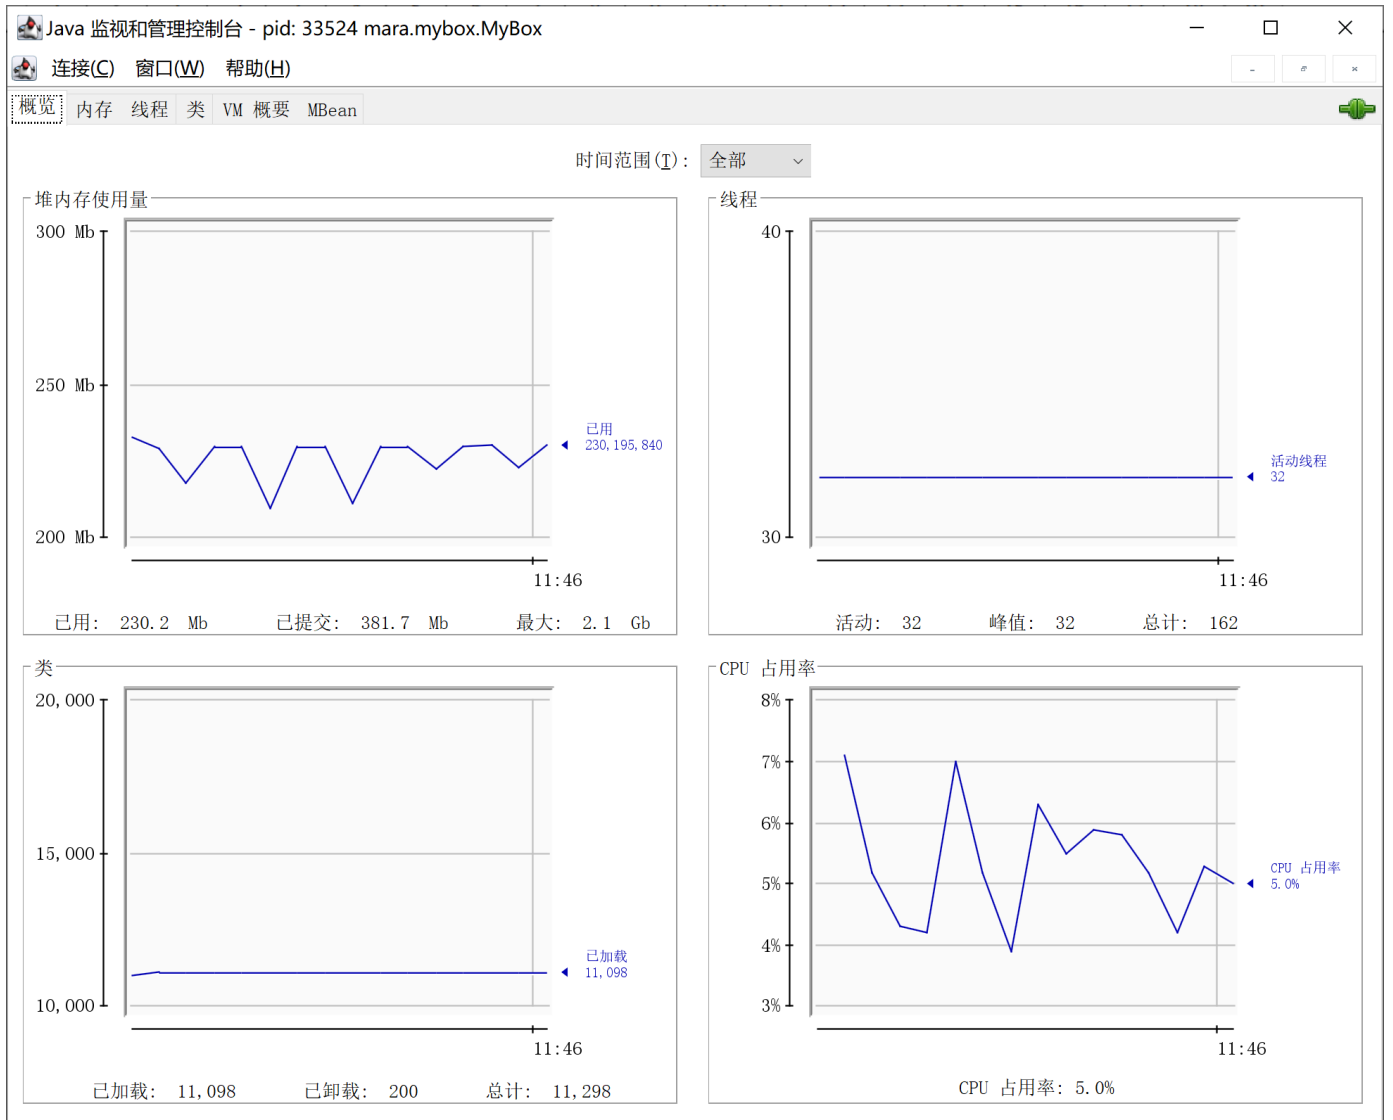 Java 监视和管理控制台 - pid: 33524 mara.mybox.MyBox
连接(C) 窗口(W) 帮助(H)
概览 内存 线程 类 VM 概要 MBean
时间范围(T): 全部
堆内存使用量
300 Mb
250 Mb
200 Mb
已用
230,195,840
11:46
已用: 230.2 Mb 已提交: 381.7 Mb 最大: 2.1 Gb
线程
40
30
活动线程
32
11:46
活动: 32 峰值: 32 总计: 162
类
20,000
15,000
10,000
已加载
11,098
11:46
已加载: 11,098 已卸载: 200 总计: 11,298
CPU 占用率
8%
7%
6%
5%
4%
3%
CPU 占用率
5.0%
11:46
CPU 占用率: 5.0%